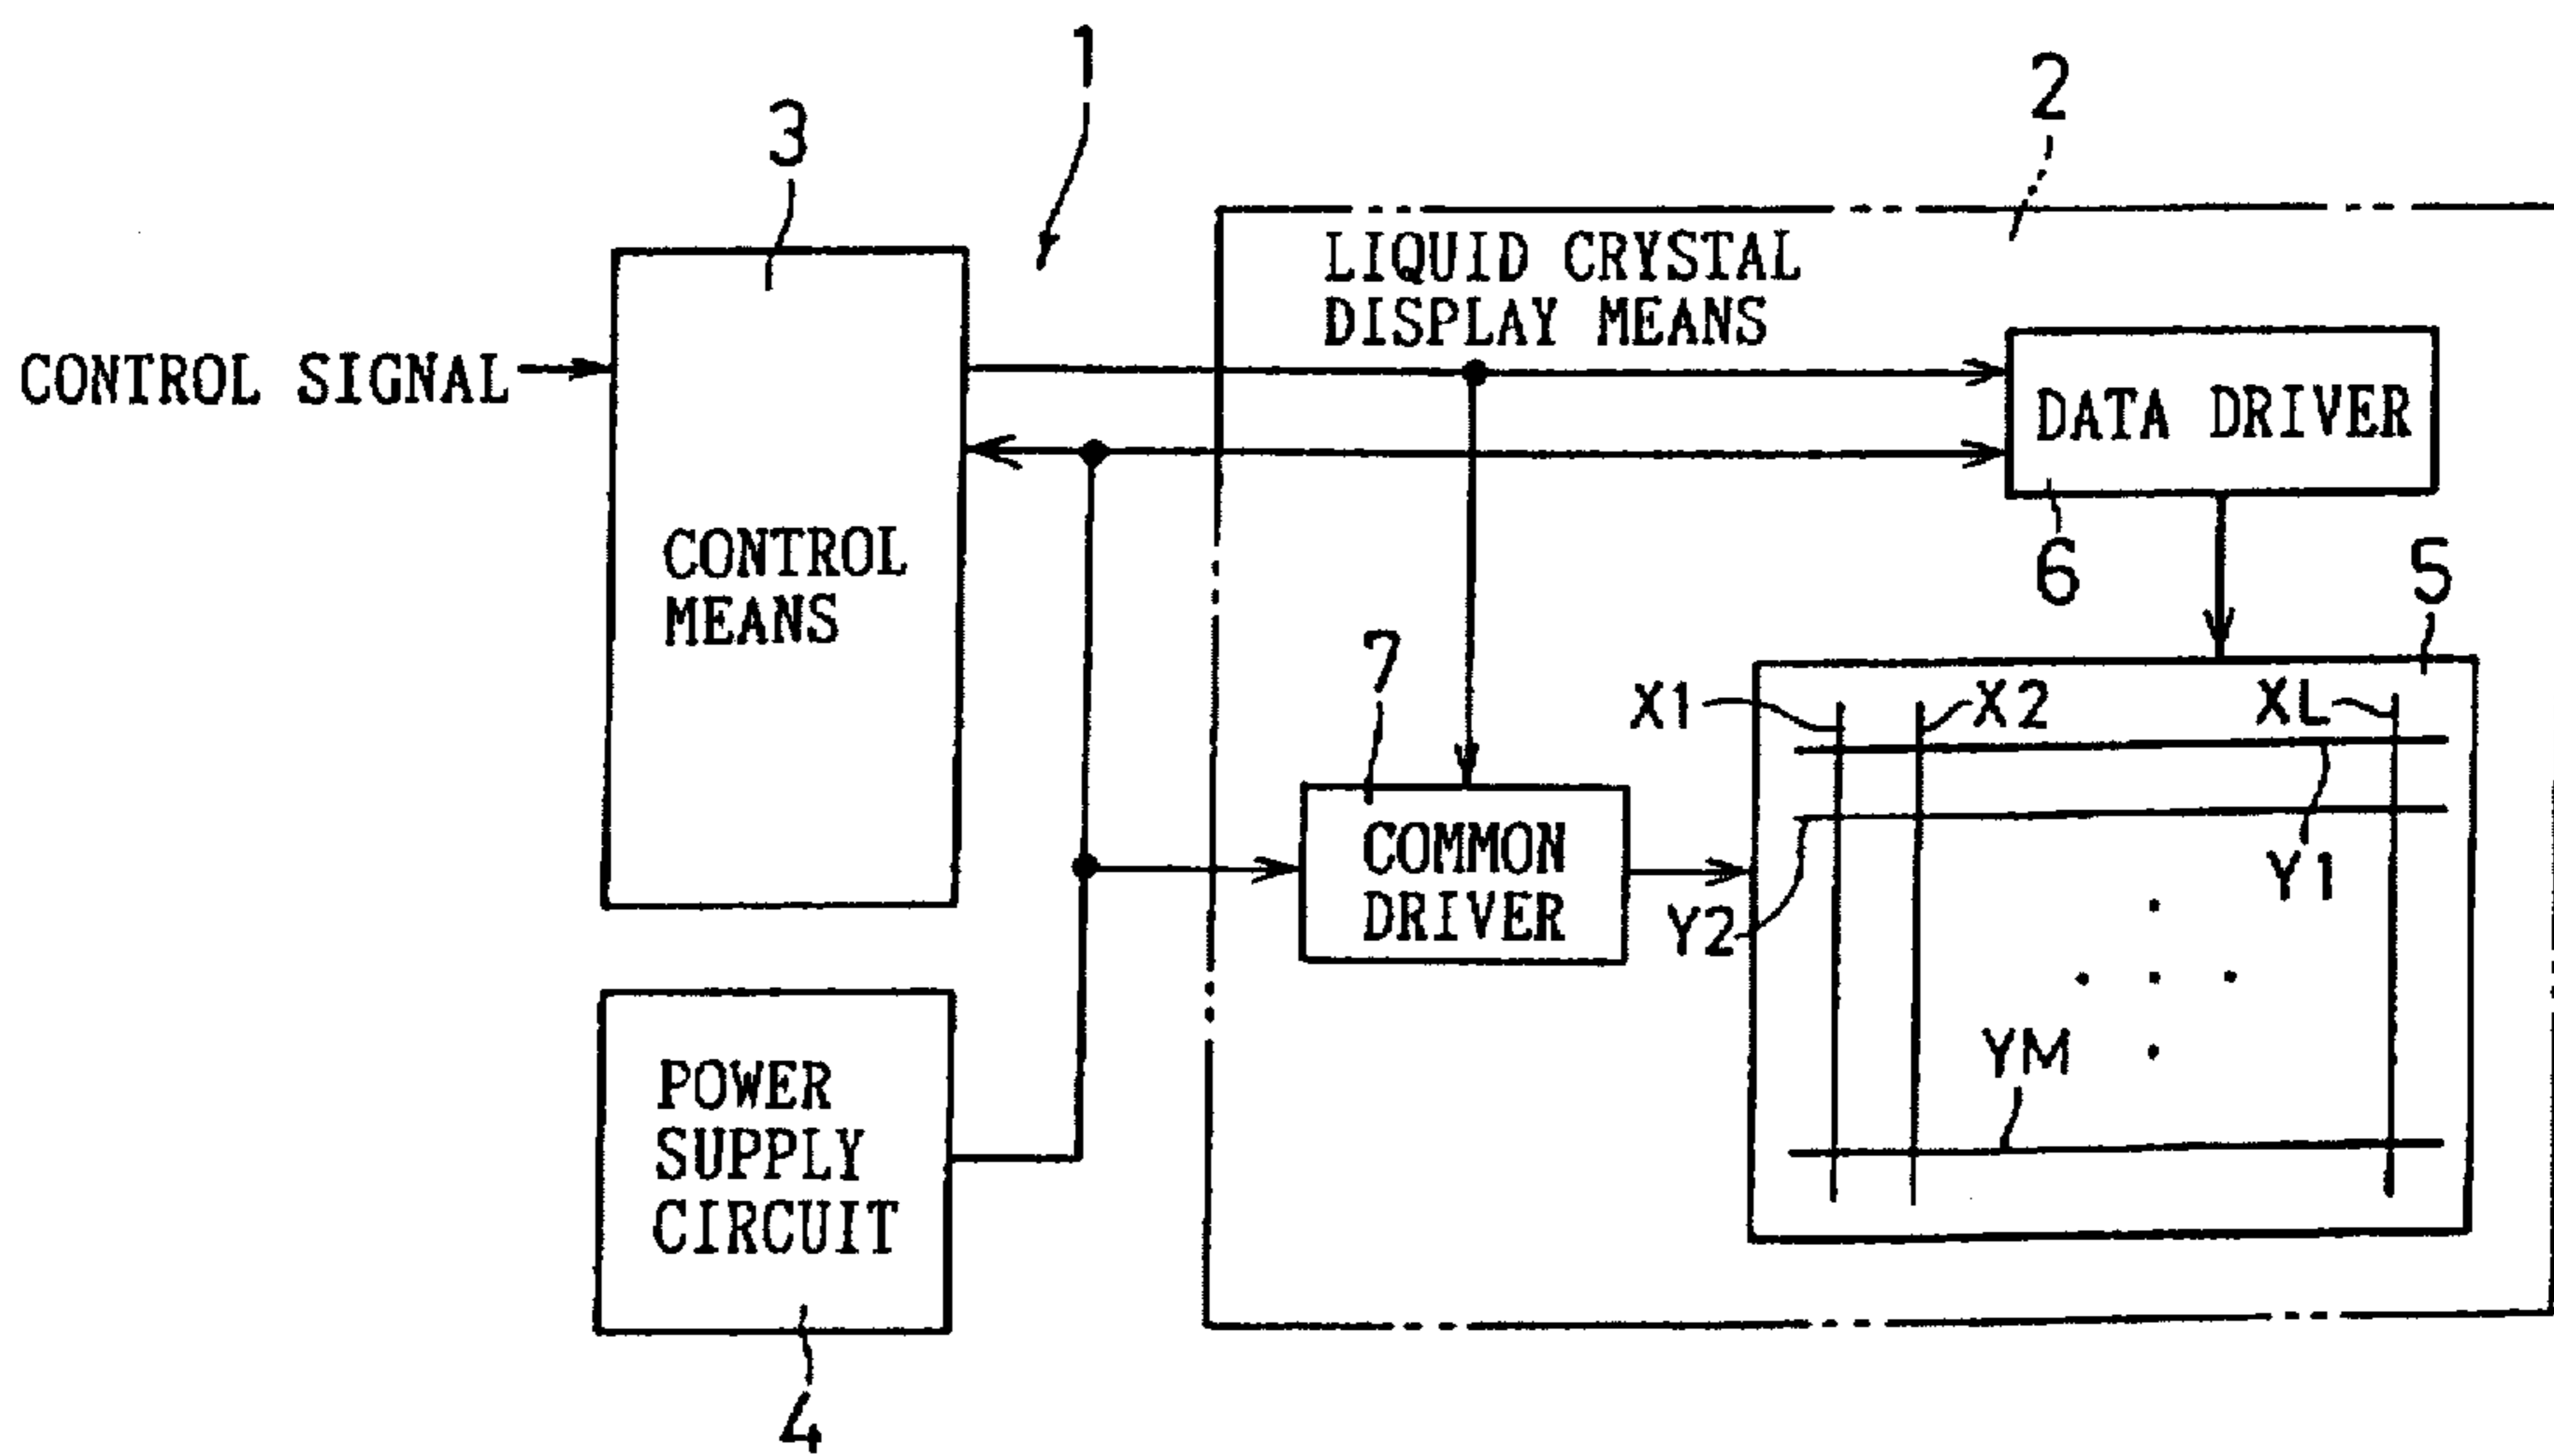 1
2
3
LIQUID CRYSTAL
DISPLAY MEANS
CONTROL SIGNAL
DATA DRIVER
CONTROL
MEANS
6
5
7
X1
X2
XL
COMMON
DRIVER
Y1
Y2
YM
POWER
SUPPLY
CIRCUIT
4